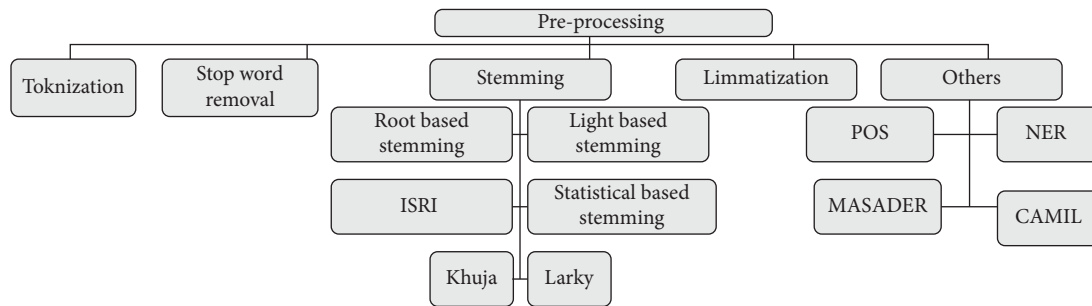 Pre-processing
Toknization
Stop word
removal
Stemming
Limmatization
Others
Root based
stemming
Light based
stemming
POS
NER
ISRI
Statistical based
stemming
MASADER
CAMIL
Khuja
Larky